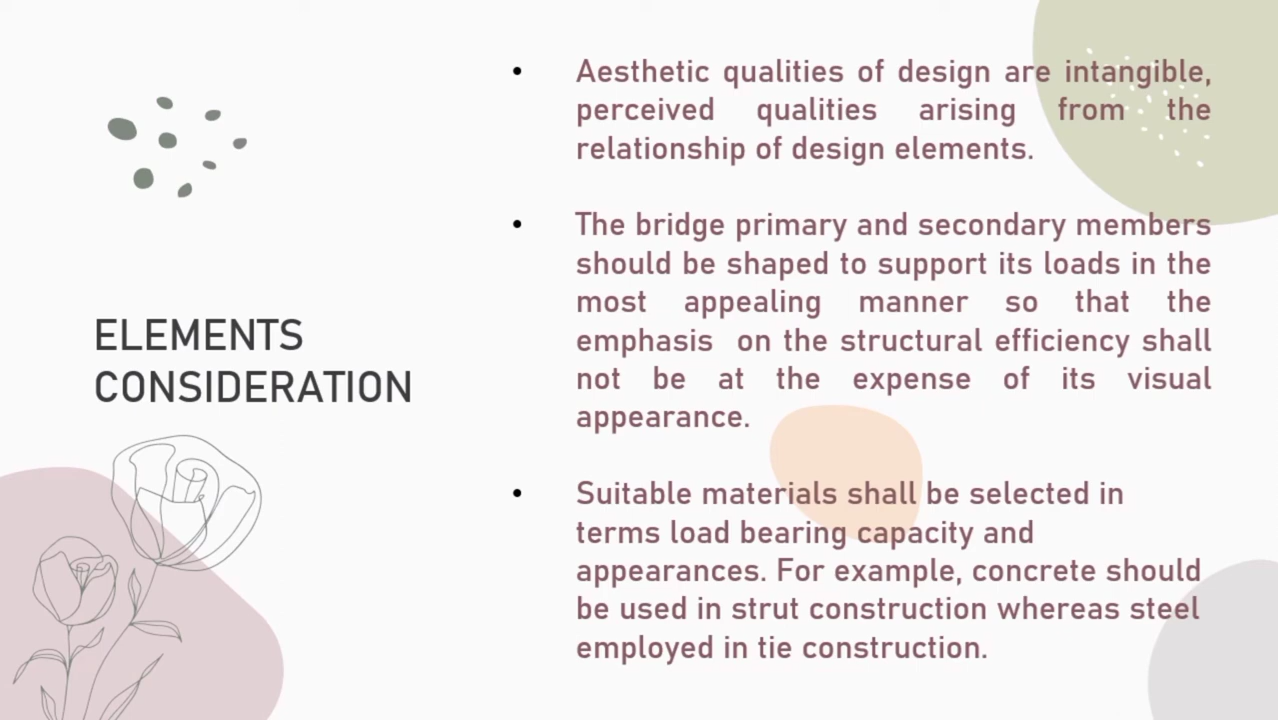 ELEMENTS
CONSIDERATION
• Aesthetic qualities of design are intangible,
perceived qualities arising from the
relationship of design elements.
• The bridge primary and secondary members
should be shaped to support its loads in the
most appealing manner so that the
emphasis on the structural efficiency shall
not be at the expense of its visual
appearance.
• Suitable materials shall be selected in
terms load bearing capacity and
appearances. For example, concrete should
be used in strut construction whereas steel
employed in tie construction.